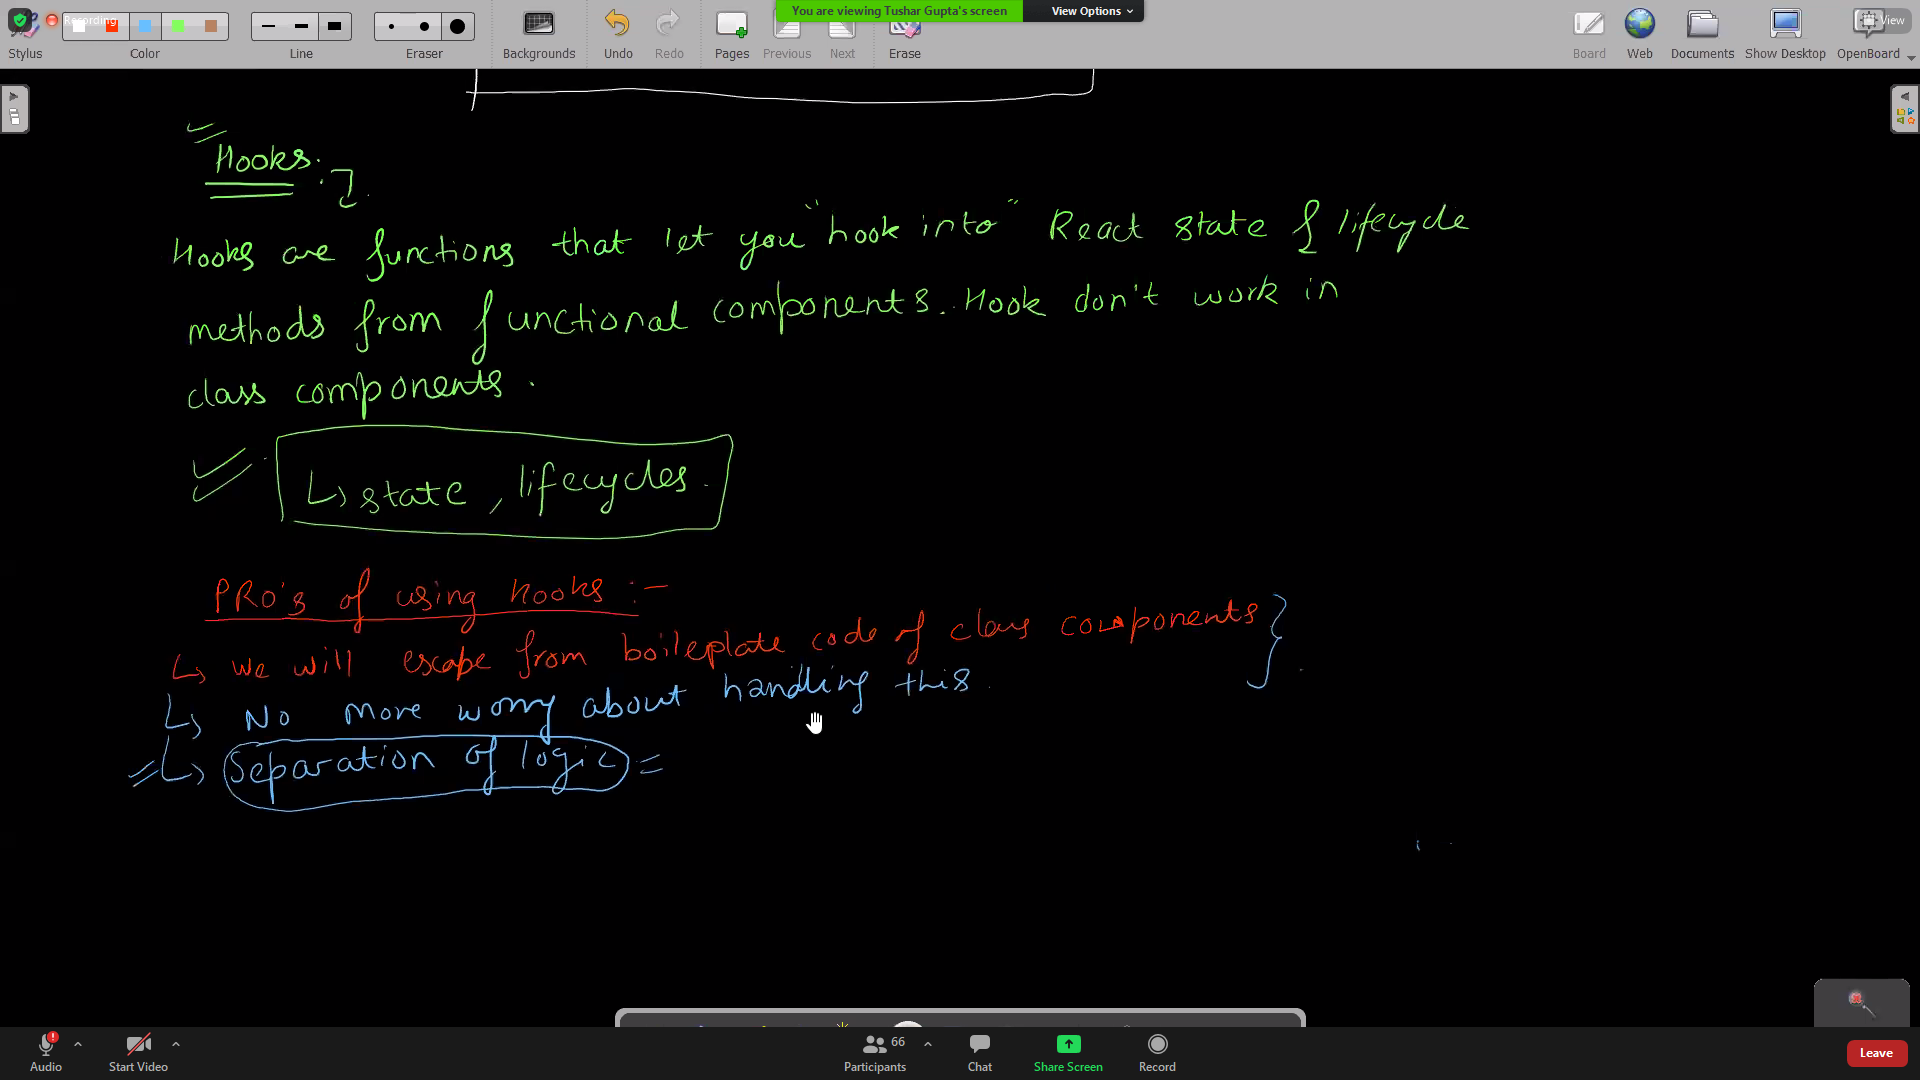 Recording
You are viewing Tushar Gupta's screen
View Options
View
Stylus
Color
Line
Eraser
Backgrounds
Undo
Redo
Pages
Previous
Next
Erase
Board
Web
Documents
Show Desktop
OpenBoard
Hooks :
Hooks are functions that let you "hook into" React state & lifecycle
methods from functional components. Hook don't work in
class components.
↳ state, lifecycles.
PRO's of using hooks :-
↳ we will escape from boileplate code of class components
↳ No more worry about handling this.
↳ Separation of logic =
Audio
Start Video
66
Participants
Chat
Share Screen
Record
Leave